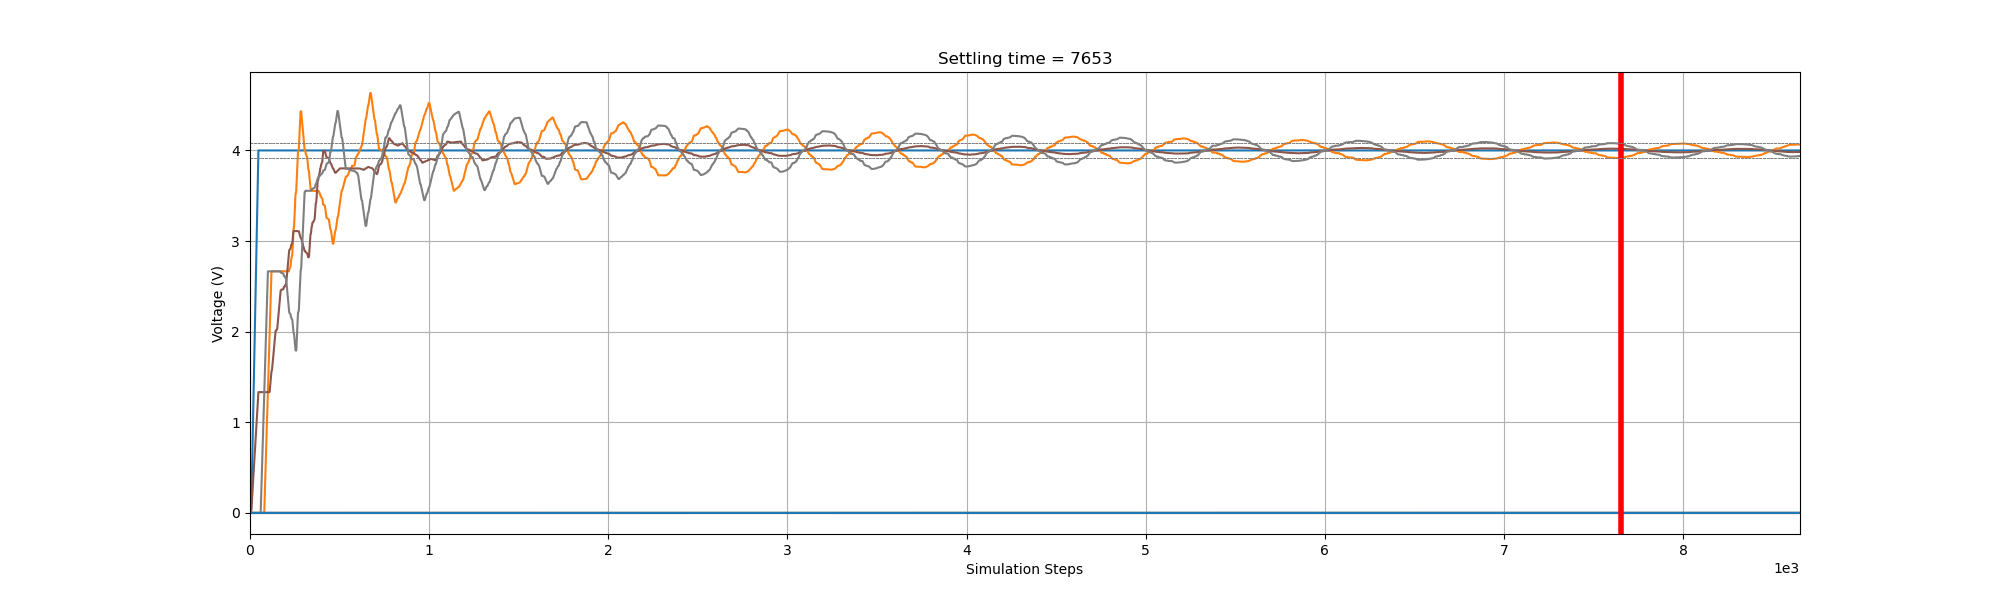 Settling time = 7653
Voltage (V)
4
3
2
1
0
0 1 2 3 4 5 6 7 8
Simulation Steps
1e3